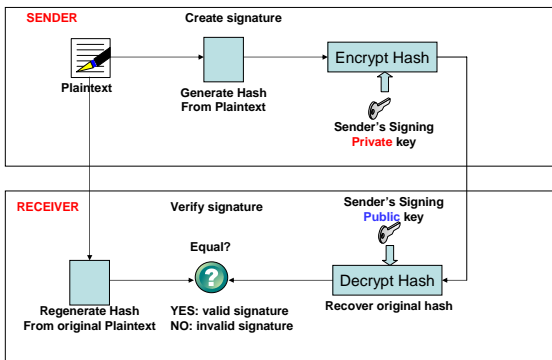 SENDER
Create signature
Plaintext
Generate Hash
From Plaintext
Encrypt Hash
Sender's Signing
Private key
RECEIVER
Verify signature
Sender's Signing
Public key
Equal?
?
Decrypt Hash
Regenerate Hash
From original Plaintext
YES: valid signature
NO: invalid signature
Recover original hash